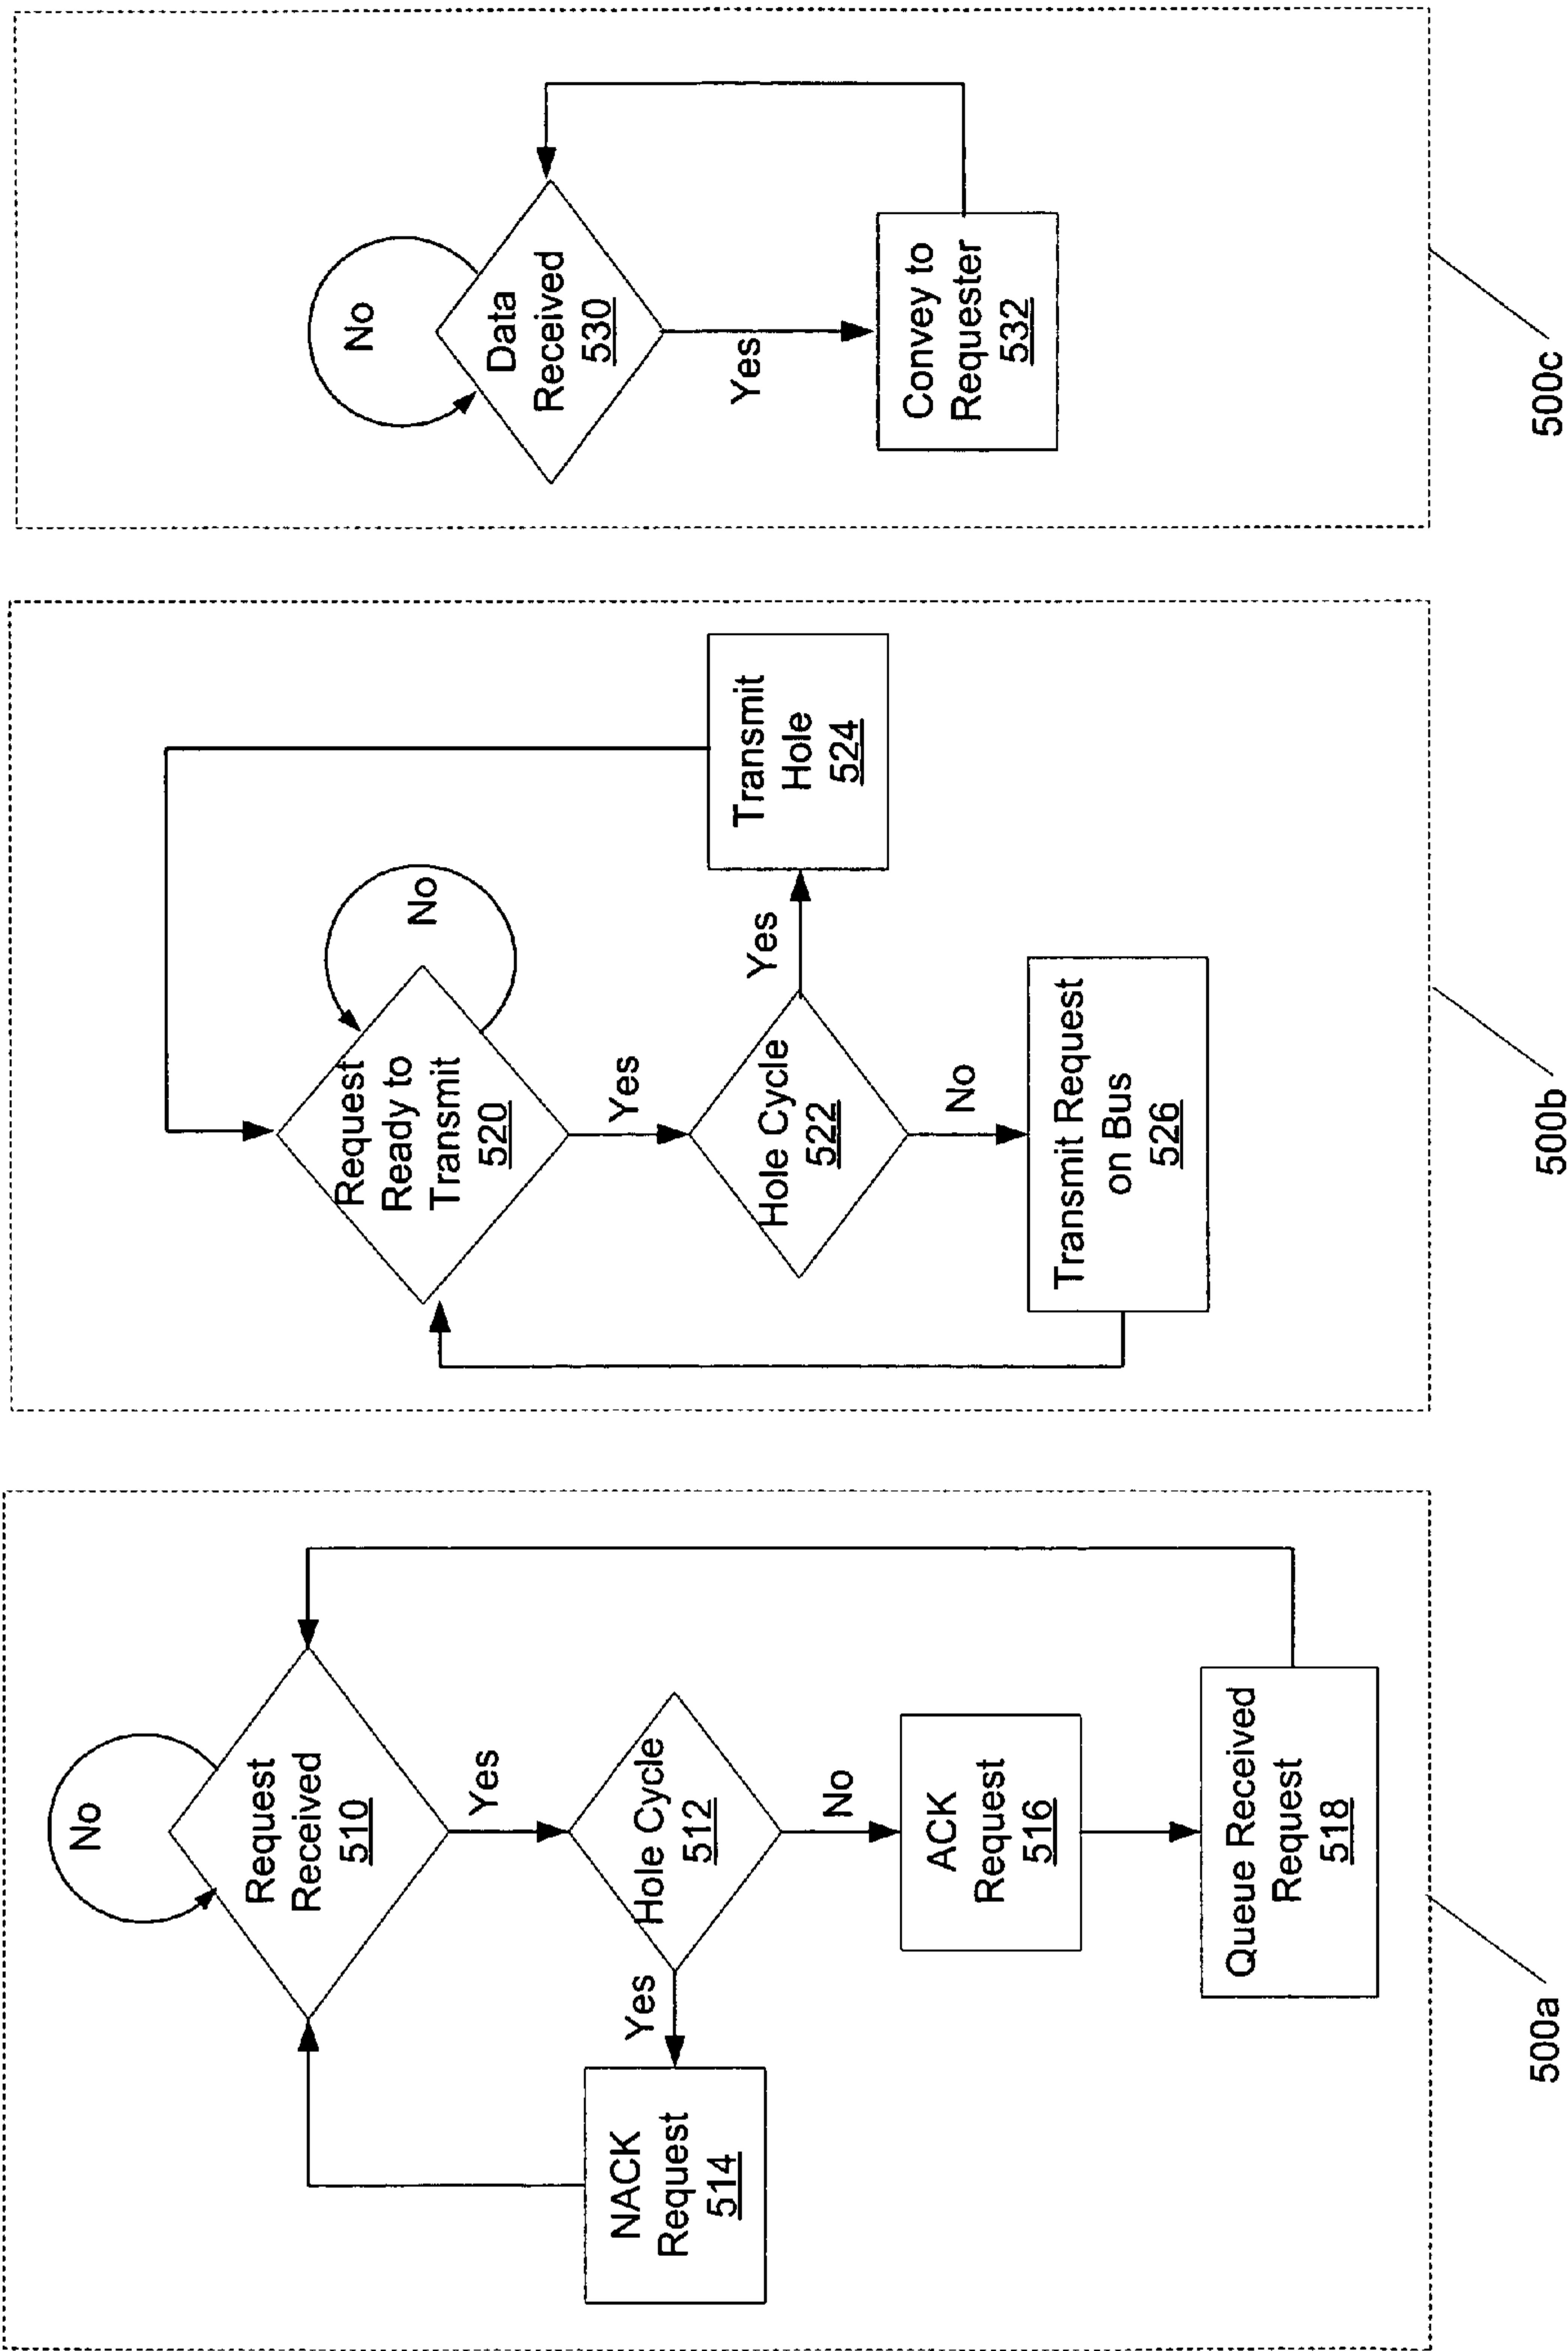 No
Request
Received
510
Yes
Hole Cycle
512
Yes
NACK
Request
514
No
ACK
Request
516
Queue Received
Request
518
500a
Request
Ready to
Transmit
520
No
Yes
Hole Cycle
522
Yes
Transmit
Hole
524
No
Transmit Request
on Bus
526
500b
No
Data
Received
530
Yes
Convey to
Requester
532
500c